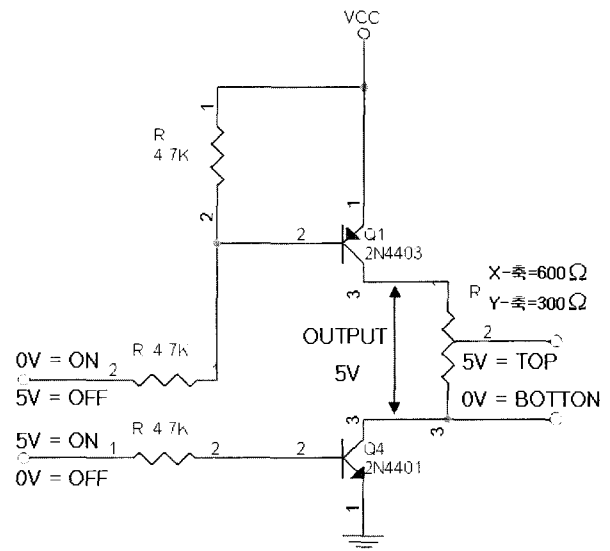 VCC
1
R
4.7K
2
2
1
Q1
2N4403
3
1
R
X-축=600Ω
Y-축=300Ω
OUTPUT
5V
2
5V = TOP
0V = BOTTON
0V = ON
5V = OFF
2
R 4.7K
1
5V = ON
0V = OFF
1
R 4.7K
2
2
3
Q4
2N4401
3
1